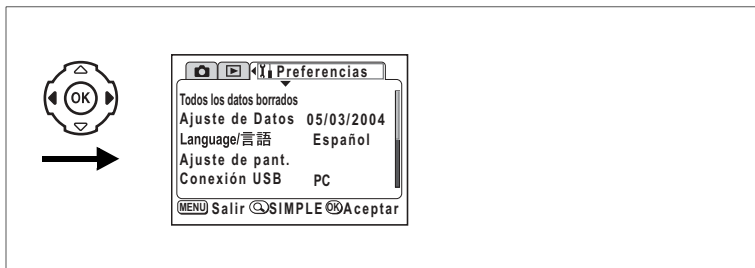 OK
Preferencias
Todos los datos borrados
Ajuste de Datos 05/03/2004
Language/言語 Español
Ajuste de pant.
Conexión USB PC
MENU Salir SIMPLE OK Aceptar